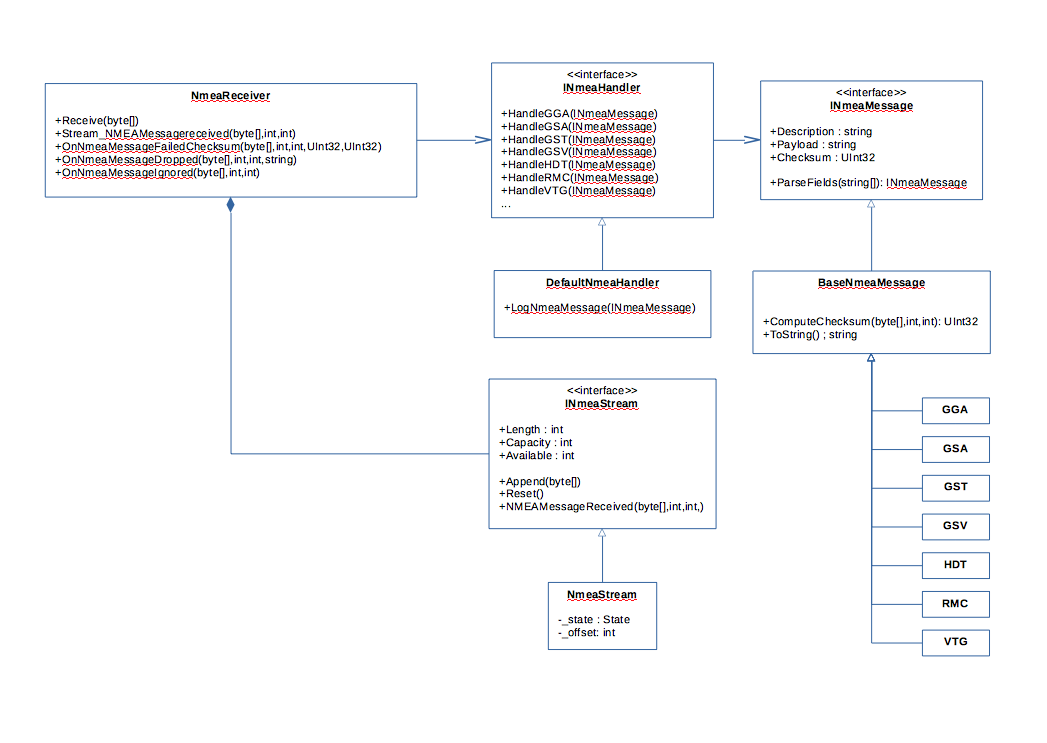 NmeaReceiver
+Receive(byte[])
+Stream_NMEAMessagereceived(byte[],int,int)
+OnNmeaMessageFailedChecksum(byte[],int,int,UInt32,UInt32)
+OnNmeaMessageDropped(byte[],int,int,string)
+OnNmeaMessageIgnored(byte[],int,int)
<<interface>>
INmeaHandler
+HandleGGA(INmeaMessage)
+HandleGSA(INmeaMessage)
+HandleGST(INmeaMessage)
+HandleGSV(INmeaMessage)
+HandleHDT(INmeaMessage)
+HandleRMC(INmeaMessage)
+HandleVTG(INmeaMessage)
...
<<interface>>
INmeaMessage
+Description : string
+Payload : string
+Checksum : UInt32
+ParseFields(string[]): INmeaMessage
DefaultNmeaHandler
+LogNmeaMessage(INmeaMessage)
BaseNmeaMessage
+ComputeChecksum(byte[],int,int): UInt32
+ToString() ; string
<<interface>>
INmeaStream
+Length : int
+Capacity : int
+Available : int
+Append(byte[])
+Reset()
+NMEAMessageReceived(byte[],int,int,)
NmeaStream
-_state : State
-_offset: int
GGA
GSA
GST
GSV
HDT
RMC
VTG